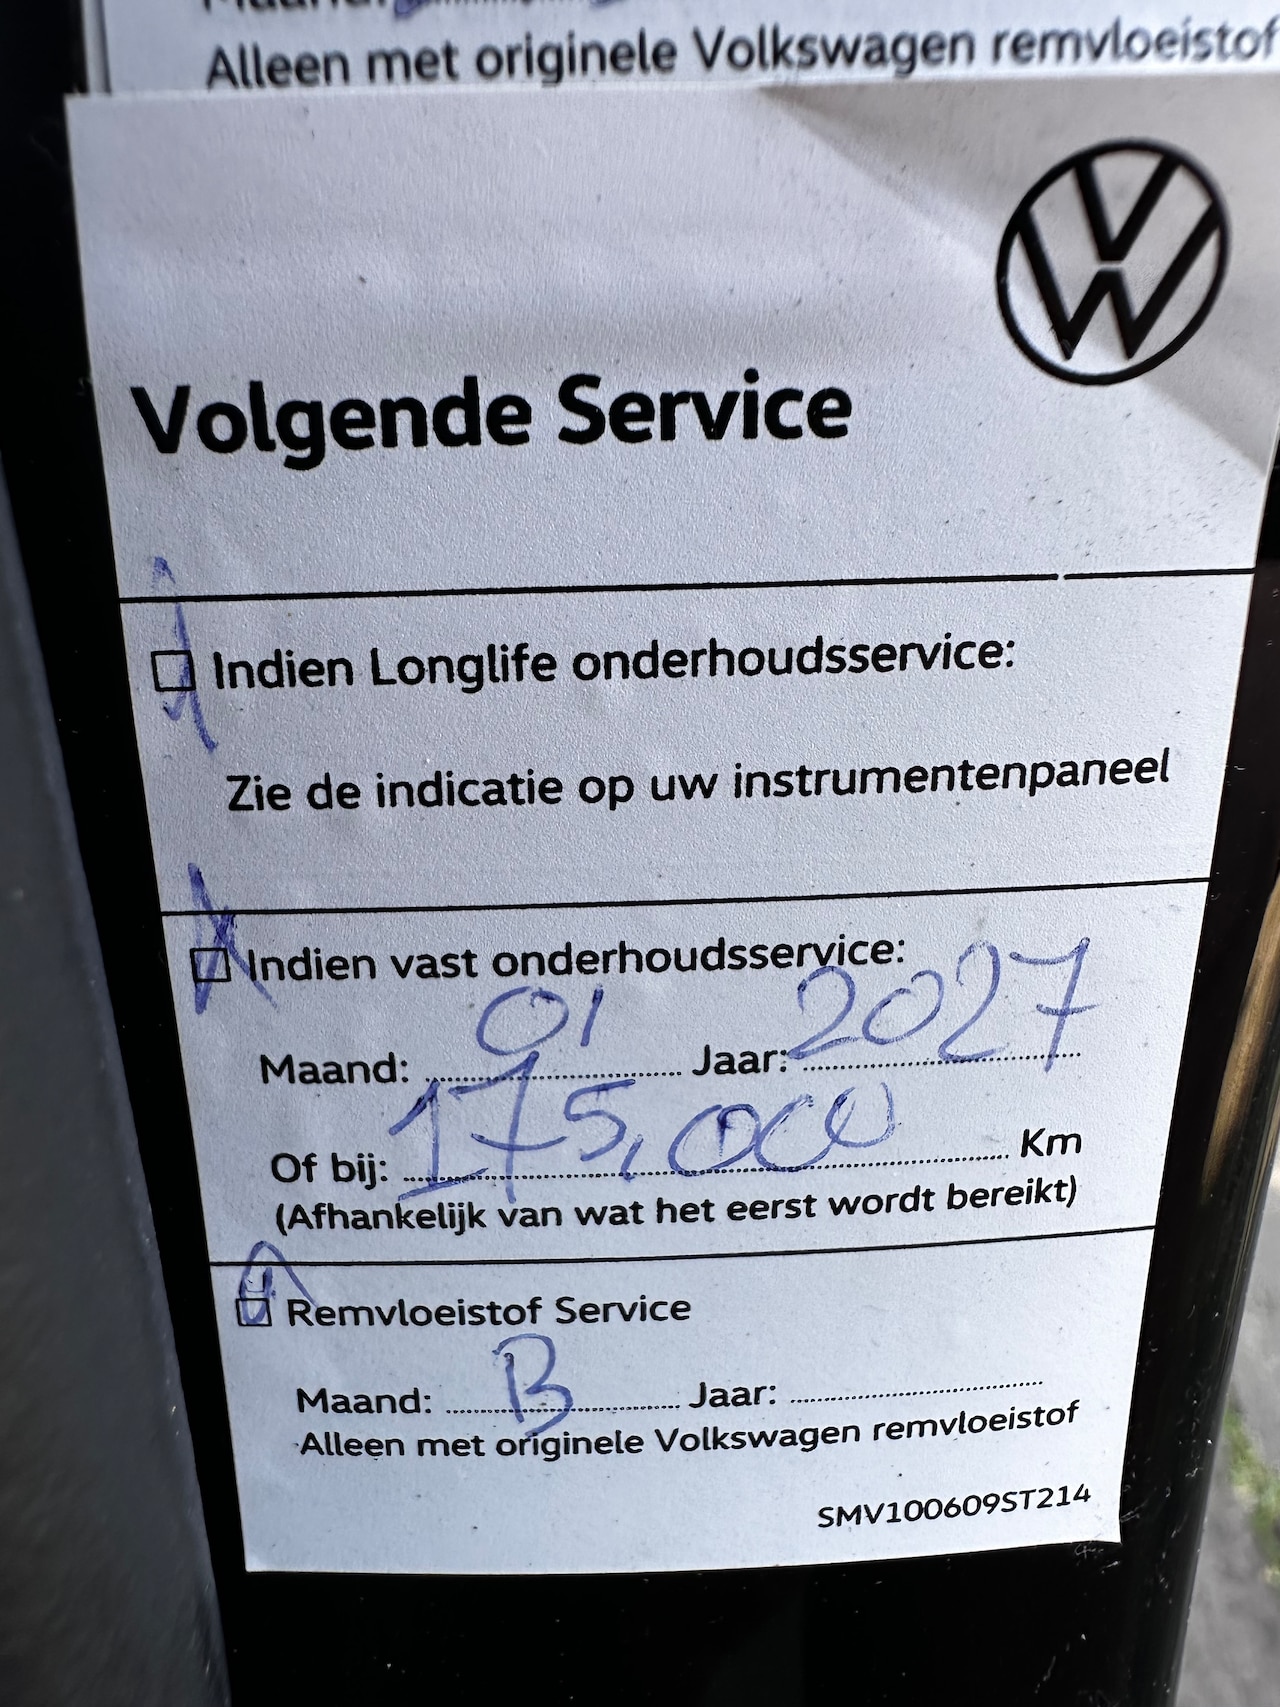 Alleen met originele Volkswagen remvloeistof
Volgende Service
Indien Longlife onderhoudsservice:
Zie de indicatie op uw instrumentenpaneel
Indien vast onderhoudsservice:
Maand: 01 Jaar: 2027
Of bij: 175,000 Km
(Afhankelijk van wat het eerst wordt bereikt)
Remvloeistof Service
Maand: B Jaar:
Alleen met originele Volkswagen remvloeistof
SMV100609ST214